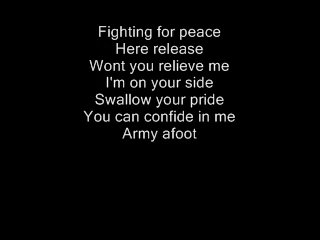 Fighting for peace
Here release
Wont you relieve me
I'm on your side
Swallow your pride
You can confide in me
Army afoot